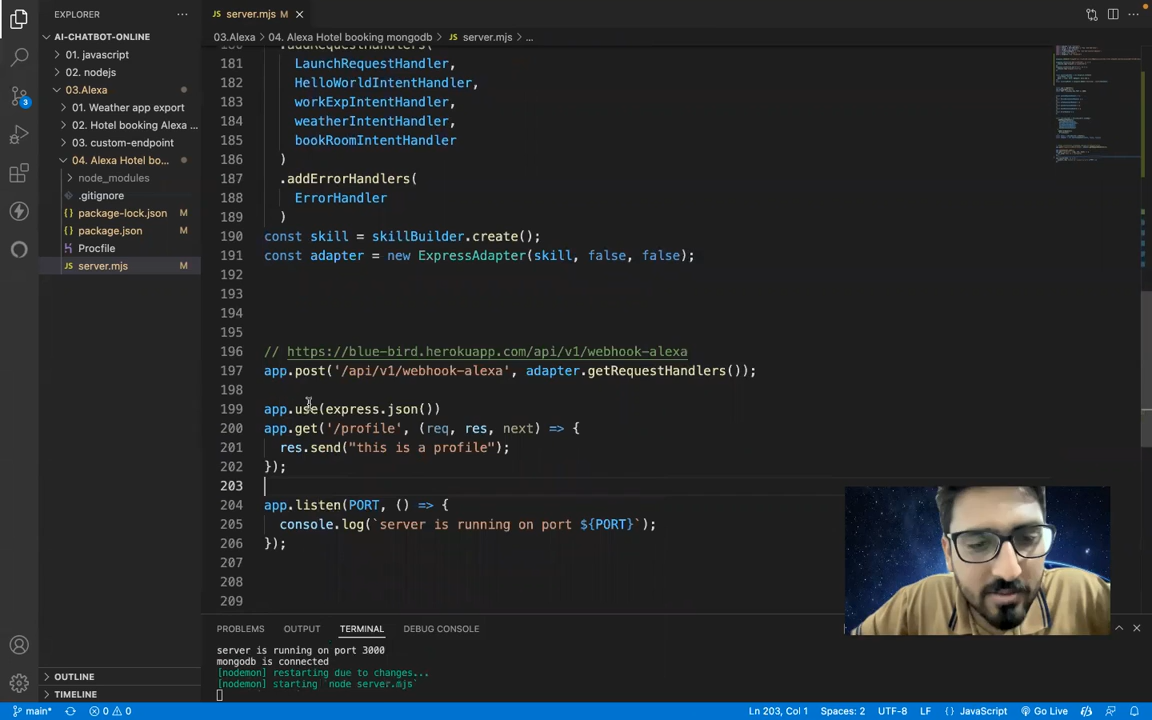 EXPLORER
server.mjs M
AI-CHATBOT-ONLINE
03.Alexa > 04. Alexa Hotel booking mongodb > server.mjs > ...
01. javascript
02. nodejs
03.Alexa
01. Weather app export
02. Hotel booking Alexa ...
03. custom-endpoint
04. Alexa Hotel bo...
node_modules
.gitignore
package-lock.json M
package.json M
Procfile
server.mjs M
181 LaunchRequestHandler,
182 HelloWorldIntentHandler,
183 workExpIntentHandler,
184 weatherIntentHandler,
185 bookRoomIntentHandler
186 )
187 .addErrorHandlers(
188 ErrorHandler
189 )
190 const skill = skillBuilder.create();
191 const adapter = new ExpressAdapter(skill, false, false);
192
193
194
195
196 // https://blue-bird.herokuapp.com/api/v1/webhook-alexa
197 app.post('/api/v1/webhook-alexa', adapter.getRequestHandlers());
198
199 app.use(express.json())
200 app.get('/profile', (req, res, next) => {
201 res.send("this is a profile");
202 });
203
204 app.listen(PORT, () => {
205 console.log(`server is running on port ${PORT}`);
206 });
207
208
209
PROBLEMS OUTPUT TERMINAL DEBUG CONSOLE
server is running on port 3000
mongodb is connected
[nodemon] restarting due to changes...
[nodemon] starting `node server.mjs`
OUTLINE
TIMELINE
3
main* 0 0 Ln 203, Col 1 Spaces: 2 UTF-8 LF {} JavaScript Go Live